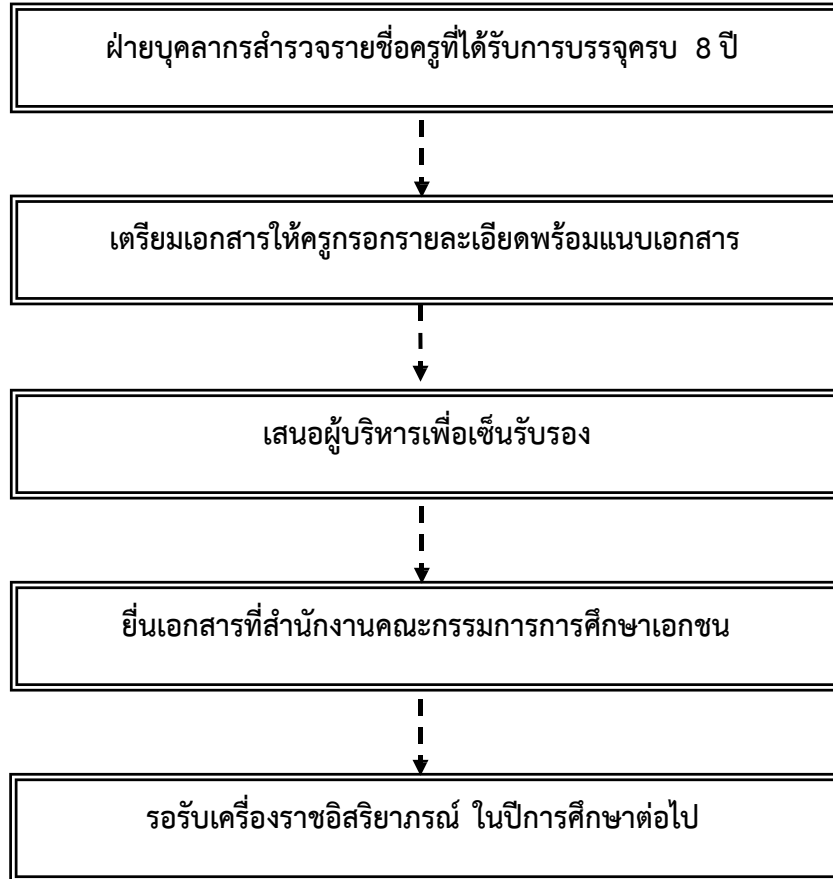 ฝ่ายบุคลากรสำรวจรายชื่อครูที่ได้รับการบรรจุครบ 8 ปี
เตรียมเอกสารให้ครูกรอกรายละเอียดพร้อมแนบเอกสาร
เสนอผู้บริหารเพื่อเซ็นรับรอง
ยื่นเอกสารที่สำนักงานคณะกรรมการการศึกษาเอกชน
รอรับเครื่องราชอิสริยาภรณ์ ในปีการศึกษาต่อไป